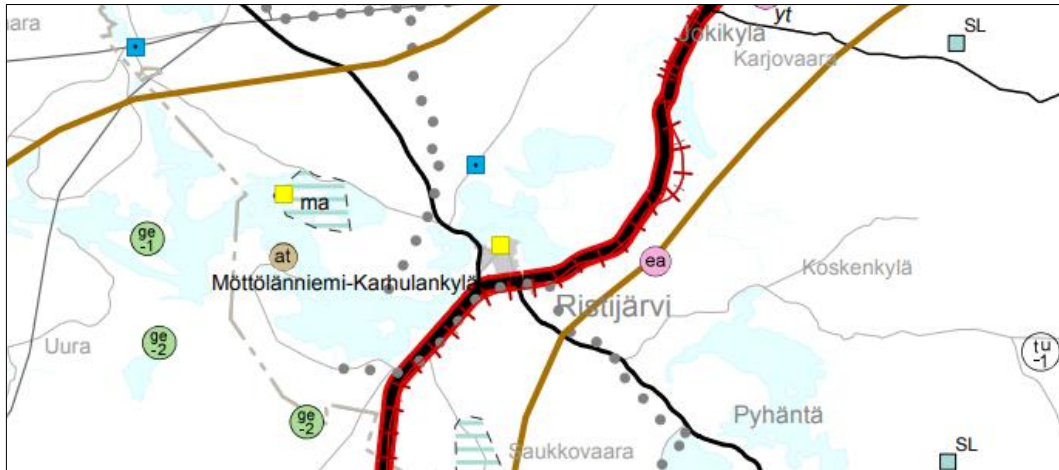 aara
yt
SL
Jokikylä
Karjovaara
ma
ge
-1
at
ea
Möttölänniemi-Karhulankylä
Koskenkylä
Ristijärvi
Uura
ge
-2
tu
-1
ge
-2
Pyhäntä
Saukkovaara
SL